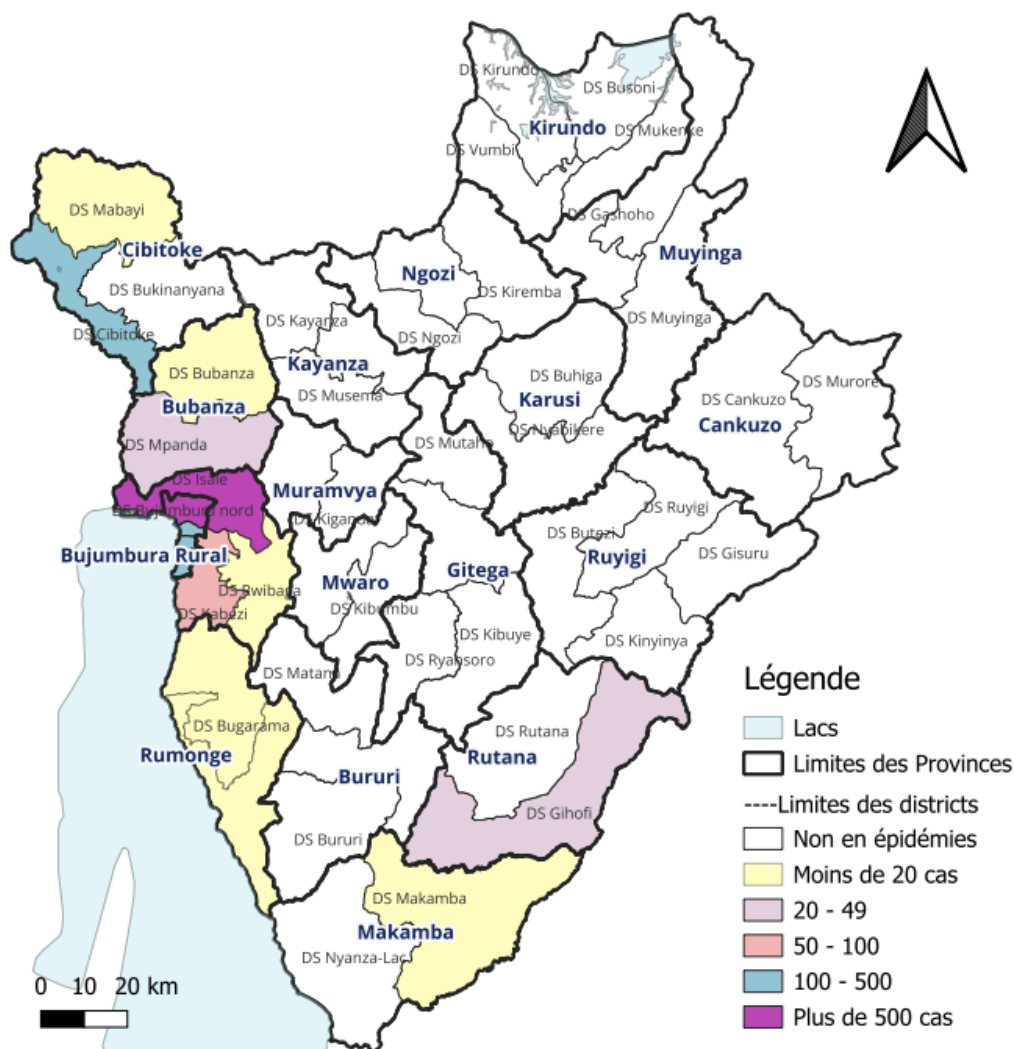 DS Kirundo
DS Busoni
Kirundo
DS Mukenke
DS Vumbi
DS Mabayi
DS Gashoho
Cibitoke
Muyinga
Ngozi
DS Bukinanyana
DS Kiremba
DS Kayanza
DS Muyinga
DS Cibitoke
DS Ngozi
Kayanza
DS Bubanza
DS Buhiga
DS Murore
DS Musema
Karusi
DS Cankuzo
Bubanza
Cankuzo
DS Nyabikere
DS Mpanda
DS Mutaho
DS Isale
Muramvya
DS Ruyigi
DS Bujumbura nord
DS Kiganda
DS Butezi
Bujumbura Rural
DS Gisuru
Ruyigi
Gitega
Mwaro
DS Rwibaga
DS Kibumbu
DS Kabezi
DS Kibuye
DS Kinyinya
DS Ryansoro
DS Matana
DS Bugarama
DS Rutana
Rumonge
Rutana
Bururi
DS Gihofi
DS Bururi
DS Makamba
Makamba
DS Nyanza-Lac
0 10 20 km
Légende
Lacs
Limites des Provinces
----Limites des districts
Non en épidémies
Moins de 20 cas
20 - 49
50 - 100
100 - 500
Plus de 500 cas